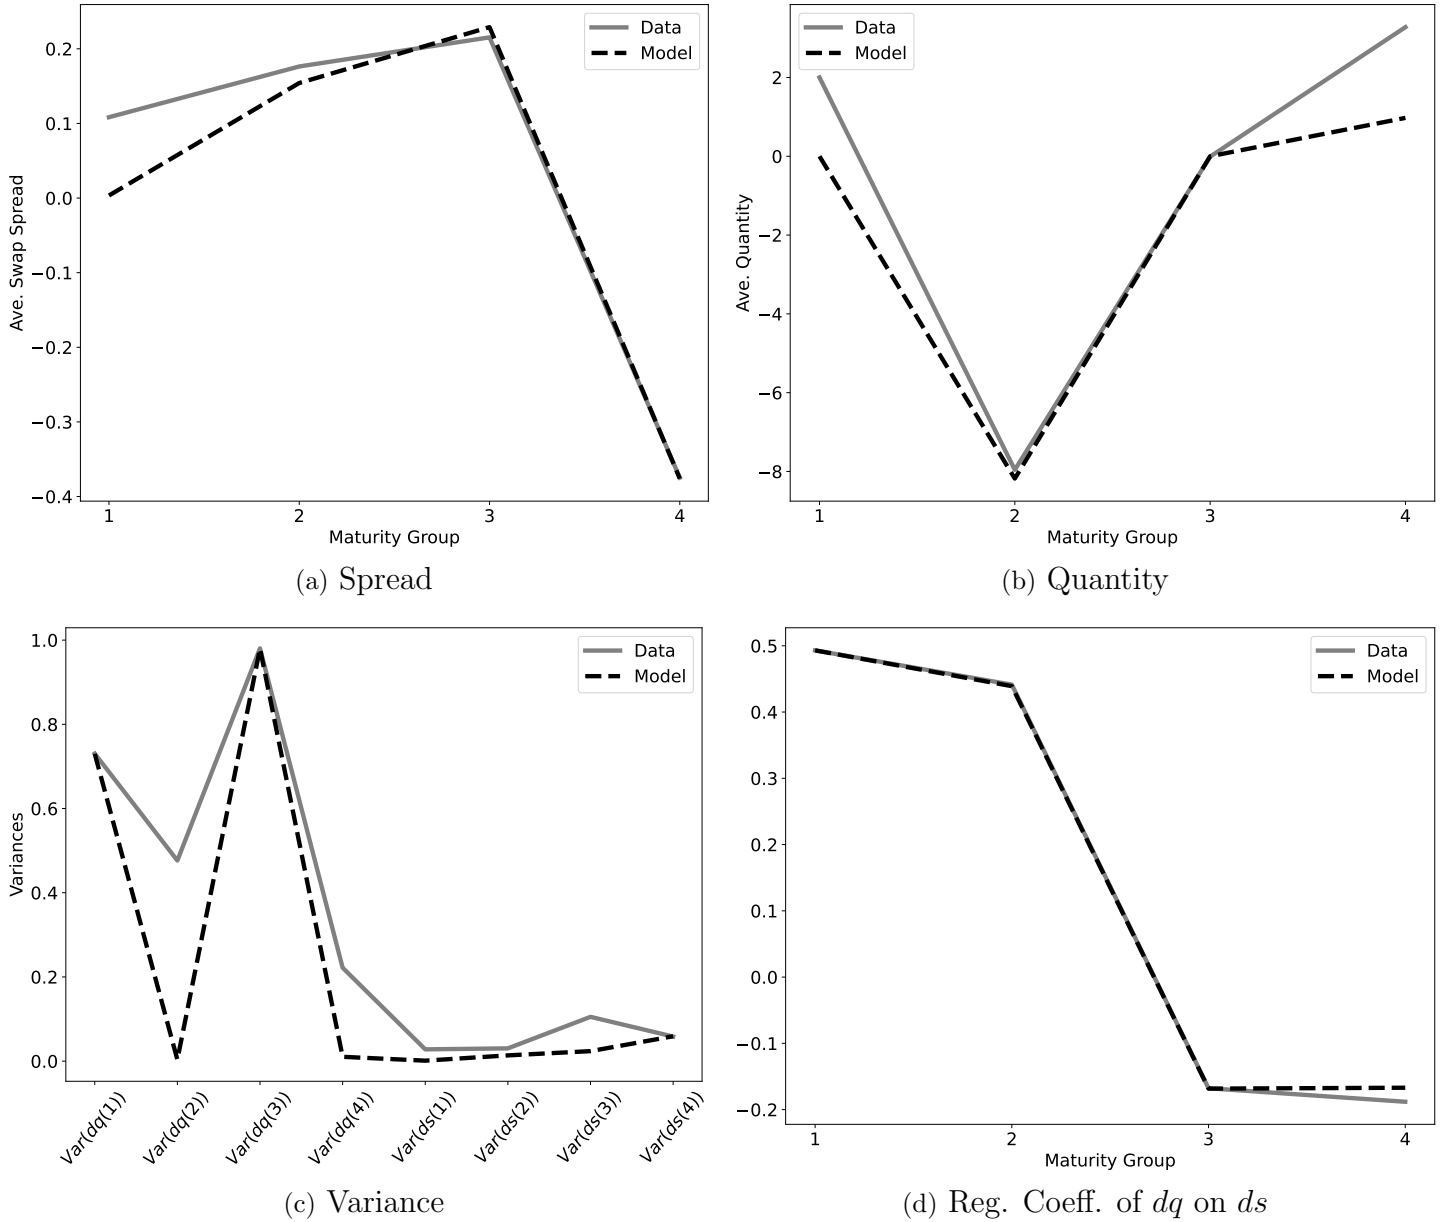 Data
Model
0.2
0.1
0.0
−0.1
−0.2
−0.3
−0.4
Ave. Swap Spread
1 2 3 4
Maturity Group
(a) Spread
Data
Model
2
0
−2
−4
−6
−8
Ave. Quantity
1 2 3 4
Maturity Group
(b) Quantity
Data
Model
1.0
0.8
0.6
0.4
0.2
0.0
Variances
Var(dq(1)) Var(dq(2)) Var(dq(3)) Var(dq(4)) Var(ds(1)) Var(ds(2)) Var(ds(3)) Var(ds(4))
(c) Variance
Data
Model
0.5
0.4
0.3
0.2
0.1
0.0
−0.1
−0.2
1 2 3 4
Maturity Group
(d) Reg. Coeff. of dq on ds